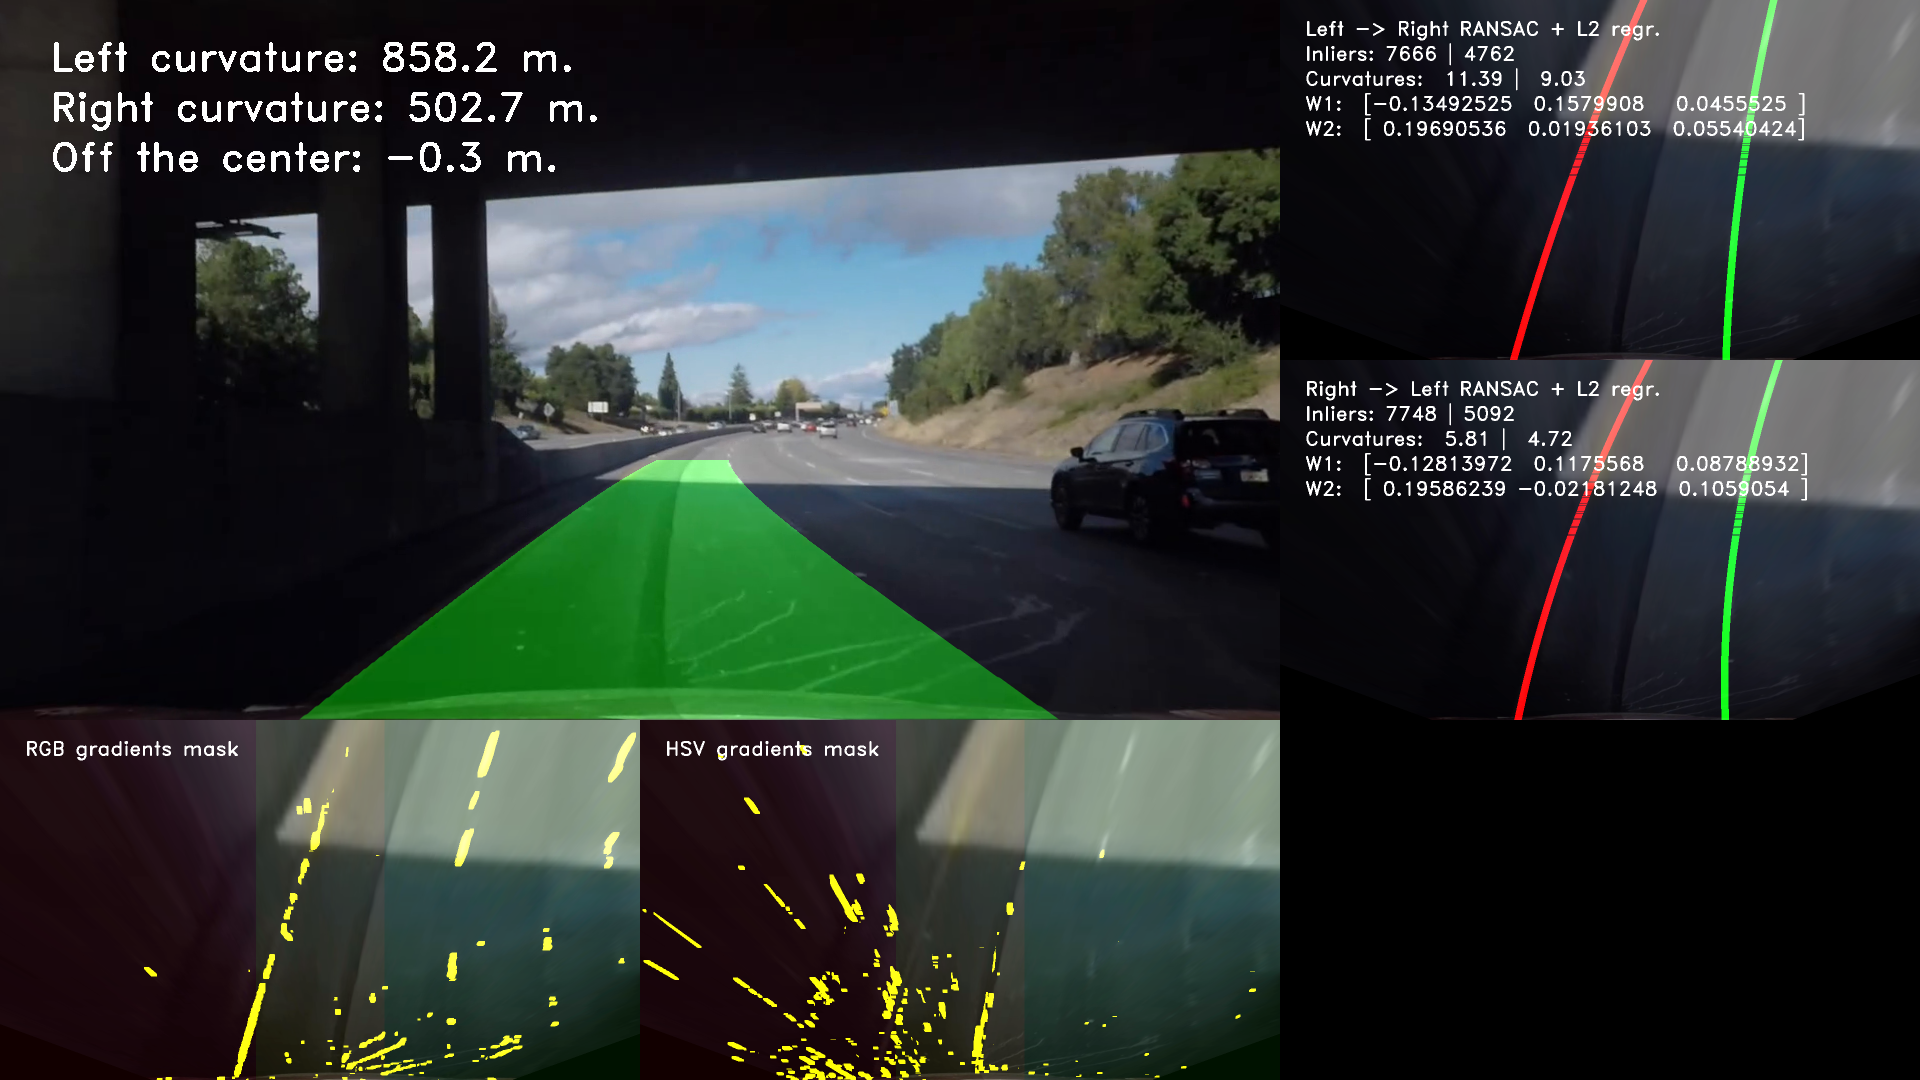 Left curvature: 858.2 m.
Right curvature: 502.7 m.
Off the center: −0.3 m.
Left −> Right RANSAC + L2 regr.
Inliers: 7666 | 4762
Curvatures: 11.39 | 9.03
W1: [−0.13492525 0.1579908 0.0455525 ]
W2: [ 0.19690536 0.01936103 0.05540424]
Right −> Left RANSAC + L2 regr.
Inliers: 7748 | 5092
Curvatures: 5.81 | 4.72
W1: [−0.12813972 0.1175568 0.08788932]
W2: [ 0.19586239 −0.02181248 0.1059054 ]
RGB gradients mask
HSV gradients mask